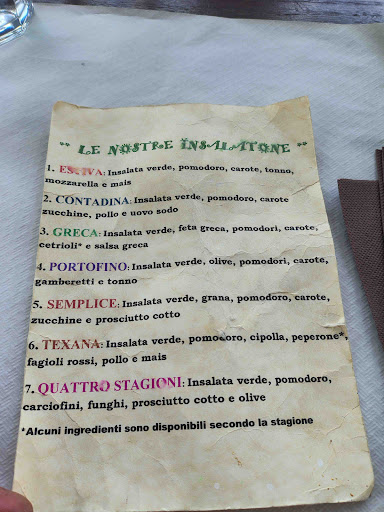 " LE NOSTRE INSALATONE "
1. ESTIVA: Insalata verde, pomodoro, carote, tonno,
mozzarella e mais
2. CONTADINA: Insalata verde, pomodoro, carote
zucchine, pollo e uovo sodo
3. GRECA: Insalata verde, feta greca, pomodori, carote,
cetrioli* e salsa greca
4. PORTOFINO: Insalata verde, olive, pomodori, carote,
gamberetti e tonno
5. SEMPLICE: Insalata verde, grana, pomodoro, carote,
zucchine e prosciutto cotto
6. TEXANA: Insalata verde, pomodoro, cipolla, peperone*,
fagioli rossi, pollo e mais
7. QUATTRO STAGIONI: Insalata verde, pomodoro,
carciofini, funghi, prosciutto cotto e olive
*Alcuni ingredienti sono disponibili secondo la stagione